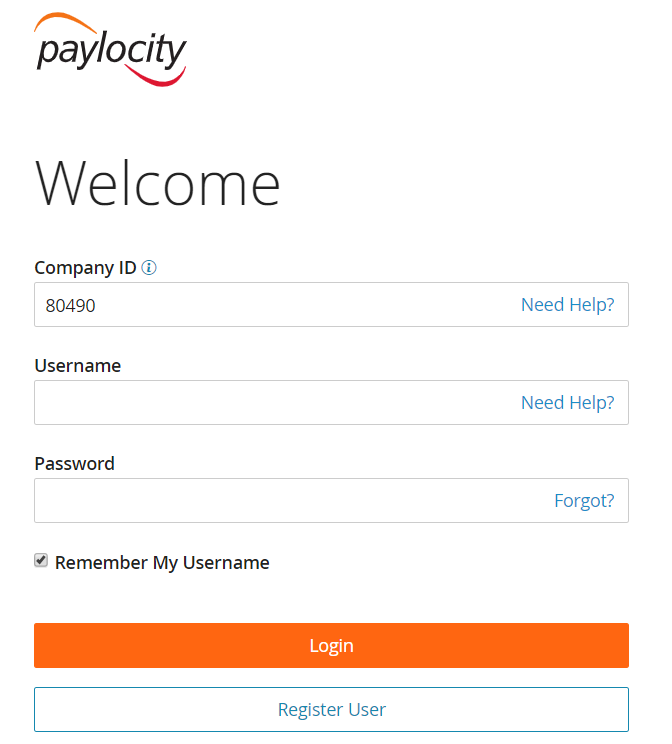 paylocity
Welcome
Company ID
80490 Need Help?
Username
Need Help?
Password
Forgot?
Remember My Username
Login
Register User